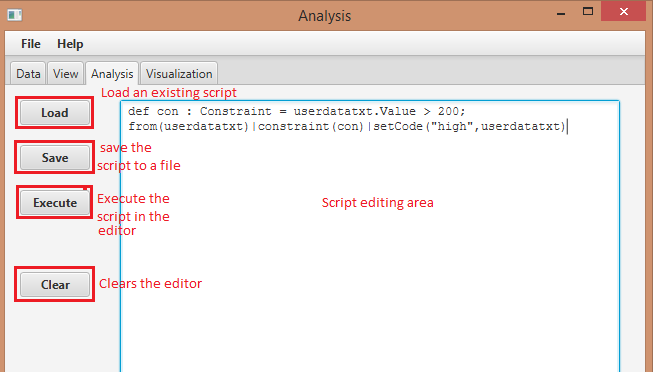 Analysis
File Help
Data View Analysis Visualization
Load an existing script
Load
def con : Constraint = userdatatxt.Value > 200;
from(userdatatxt)|constraint(con)|setCode("high",userdatatxt)
Save
save the
script to a file
Execute
Execute the
script in the
editor
Script editing area
Clear
Clears the editor